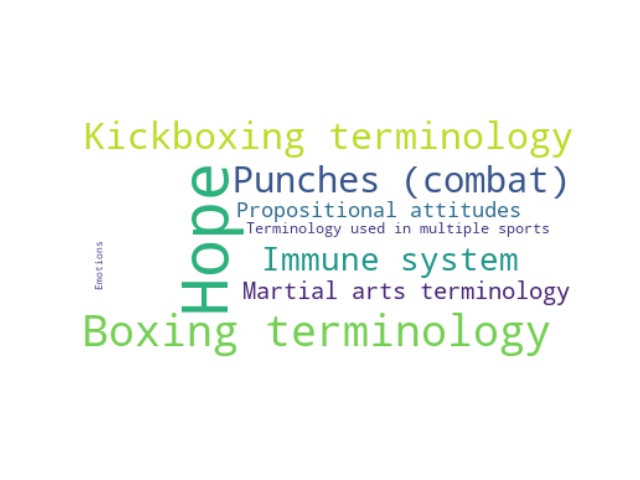 Kickboxing terminology
Hope
Punches (combat)
Propositional attitudes
Terminology used in multiple sports
Emotions
Immune system
Martial arts terminology
Boxing terminology